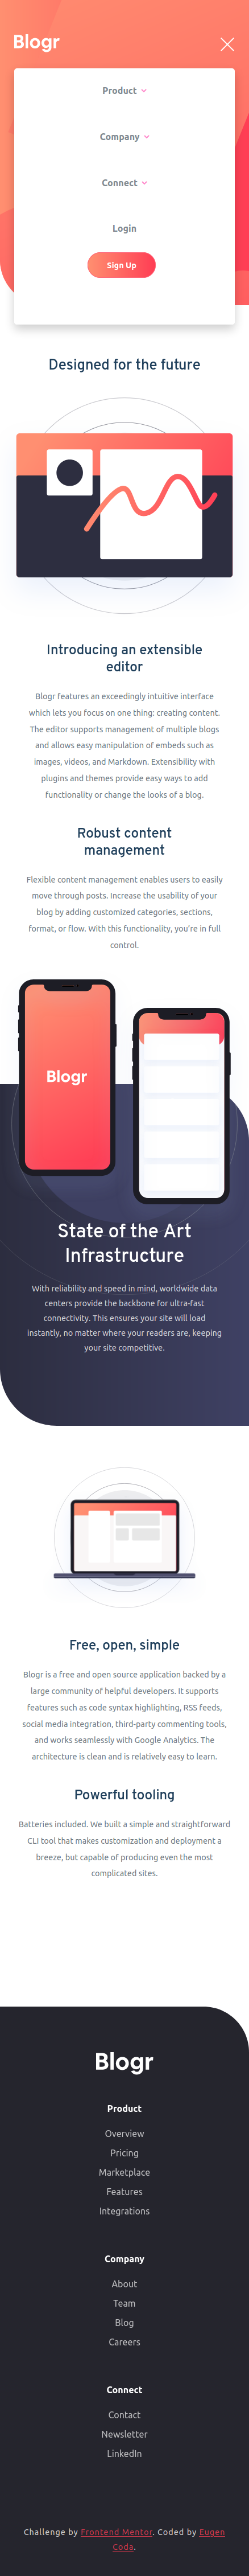 Blogr
Product
Company
Connect
Login
Sign Up
Designed for the future
Introducing an extensible
editor
Blogr features an exceedingly intuitive interface
which lets you focus on one thing: creating content.
The editor supports management of multiple blogs
and allows easy manipulation of embeds such as
images, videos, and Markdown. Extensibility with
plugins and themes provide easy ways to add
functionality or change the looks of a blog.
Robust content
management
Flexible content management enables users to easily
move through posts. Increase the usability of your
blog by adding customized categories, sections,
format, or flow. With this functionality, you're in full
control.
Blogr
State of the Art
Infrastructure
With reliability and speed in mind, worldwide data
centers provide the backbone for ultra-fast
connectivity. This ensures your site will load
instantly, no matter where your readers are, keeping
your site competitive.
Free, open, simple
Blogr is a free and open source application backed by a
large community of helpful developers. It supports
features such as code syntax highlighting, RSS feeds,
social media integration, third-party commenting tools,
and works seamlessly with Google Analytics. The
architecture is clean and is relatively easy to learn.
Powerful tooling
Batteries included. We built a simple and straightforward
CLI tool that makes customization and deployment a
breeze, but capable of producing even the most
complicated sites.
Blogr
Product
Overview
Pricing
Marketplace
Features
Integrations
Company
About
Team
Blog
Careers
Connect
Contact
Newsletter
LinkedIn
Challenge by Frontend Mentor. Coded by Eugen
Coda.